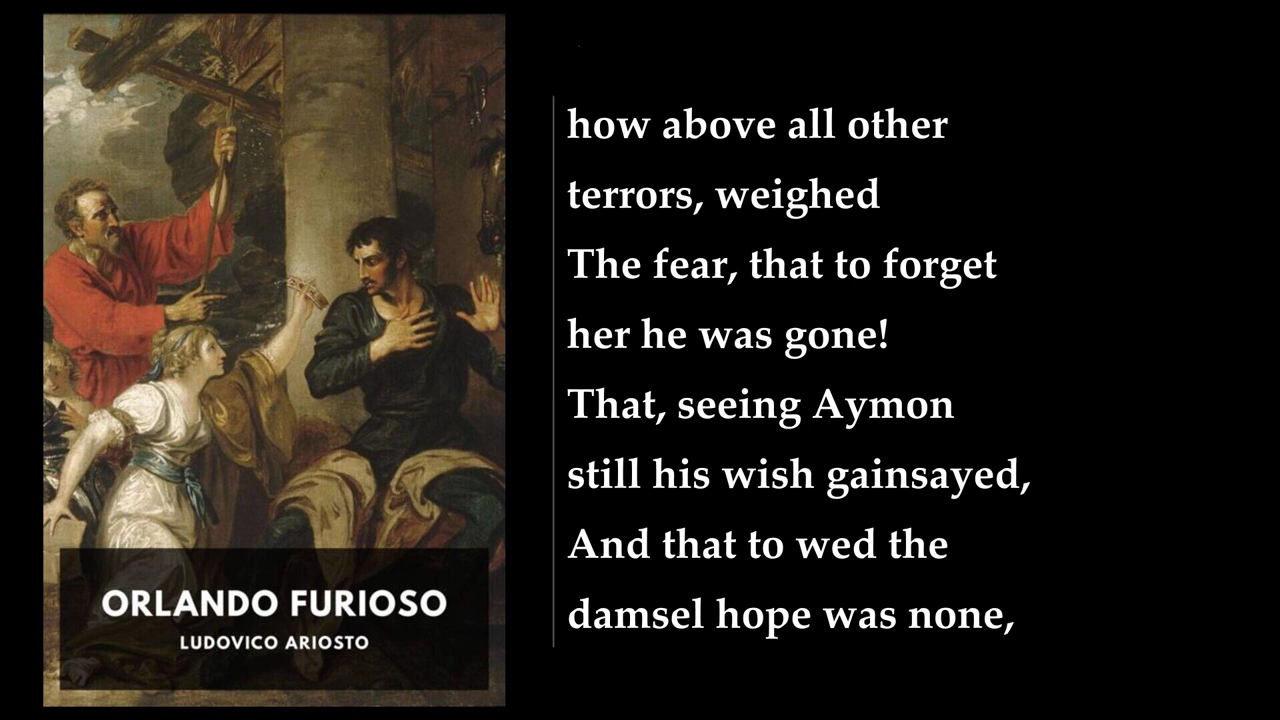 ORLANDO FURIOSO
LUDOVICO ARIOSTO
how above all other
terrors, weighed
The fear, that to forget
her he was gone!
That, seeing Aymon
still his wish gainsayed,
And that to wed the
damsel hope was none,